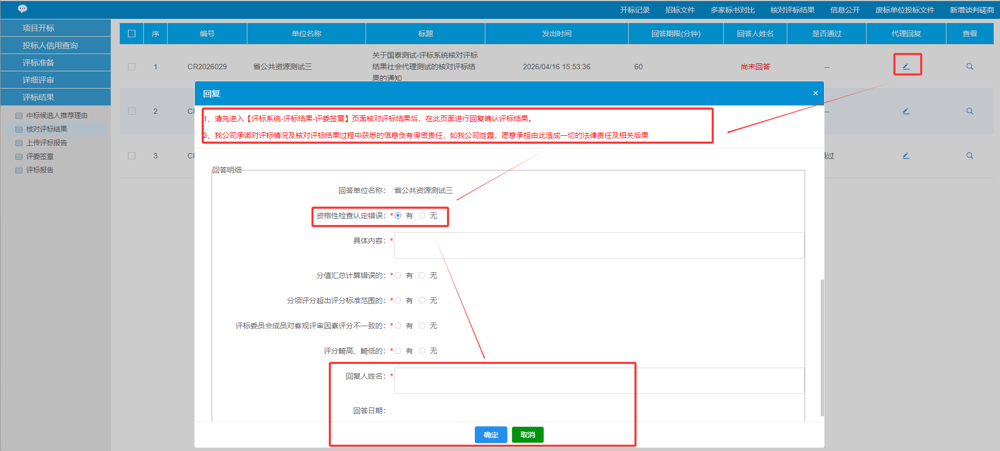 开标记录 招标文件 多家标书对比 核对评标结果 信息公开 废标单位投标文件 新增谈判磋商
项目开标
投标人信用查询
评标准备
详细评审
评标结果
中标候选人推荐理由
核对评标结果
上传评标报告
评委签章
评标报告
序 编号 单位名称 标题 发出时间 回答期限(分钟) 回答人姓名 是否通过 代理回复 查看
关于国泰测试-评标系统核对评标
1 CR2026029 省公共资源测试三 结果社会代理测试的核对评标结 2026/04/16 15:53:36 60 尚未回答 --
果的通知
2 --
3 通过
回复 ×
1、请先进入【评标系统-评标结果-评委签章】页面核对评标结果后，在此页面进行回复确认评标结果。
2、我公司承诺对评标情况及核对评标结果过程中获悉的信息负有保密责任，如我公司泄露，愿意承担由此造成一切的法律责任及相关后果
回答明细
回答单位名称： 省公共资源测试三
资格性检查认定错误：* 有 无
具体内容：*
分值汇总计算错误的：* 有 无
分项评分超出评分标准范围的：* 有 无
评标委员会成员对客观评审因素评分不一致的：* 有 无
评分畸高、畸低的：* 有 无
回复人姓名：*
回答日期：
确定 取消